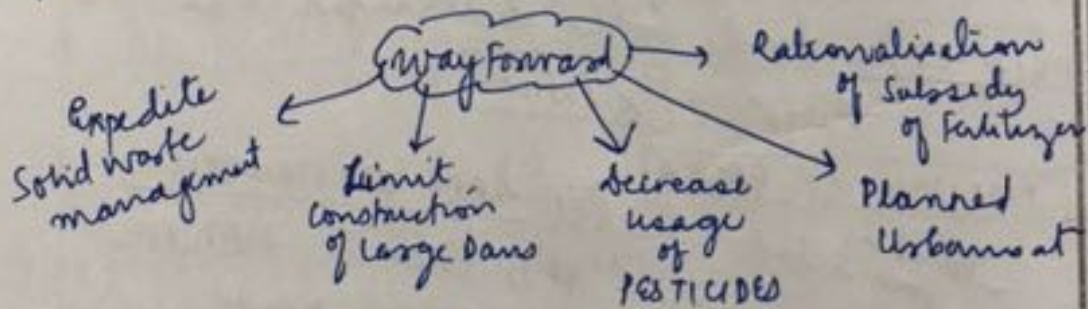 Way Forward
Expedite
Solid waste
management
Limit
construction
of Large Dams
Decrease
usage
of
PESTICIDES
Rationalisation
of Subsidy
of Fertilizer
Planned
Urbanisat